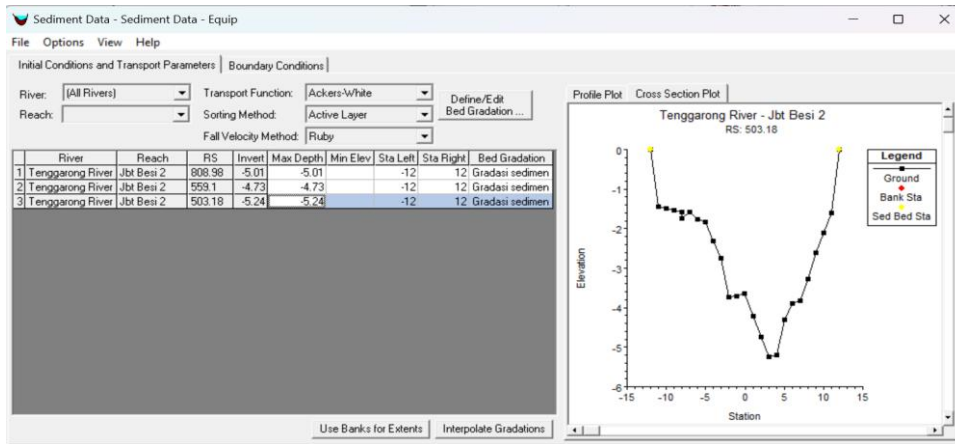 Sediment Data - Sediment Data - Equip
File Options View Help
Initial Conditions and Transport Parameters Boundary Conditions
River: (All Rivers) Transport Function: Ackers-White Define/Edit Bed Gradation ...
Reach: Sorting Method: Active Layer
Fall Velocity Method: Ruby
River Reach RS Invert Max Depth Min Elev Sta Left Sta Right Bed Gradation
1 Tenggarong River Jbt Besi 2 808.98 -5.01 -5.01 -12 12 Gradasi sedimen
2 Tenggarong River Jbt Besi 2 559.1 -4.73 -4.73 -12 12 Gradasi sedimen
3 Tenggarong River Jbt Besi 2 503.18 -5.24 -5.24 -12 12 Gradasi sedimen
Use Banks for Extents Interpolate Gradations
Profile Plot Cross Section Plot
Tenggarong River - Jbt Besi 2
RS: 503.18
Legend
Ground
Bank Sta
Sed Bed Sta
Elevation
0
-1
-2
-3
-4
-5
-6
-15 -10 -5 0 5 10 15
Station